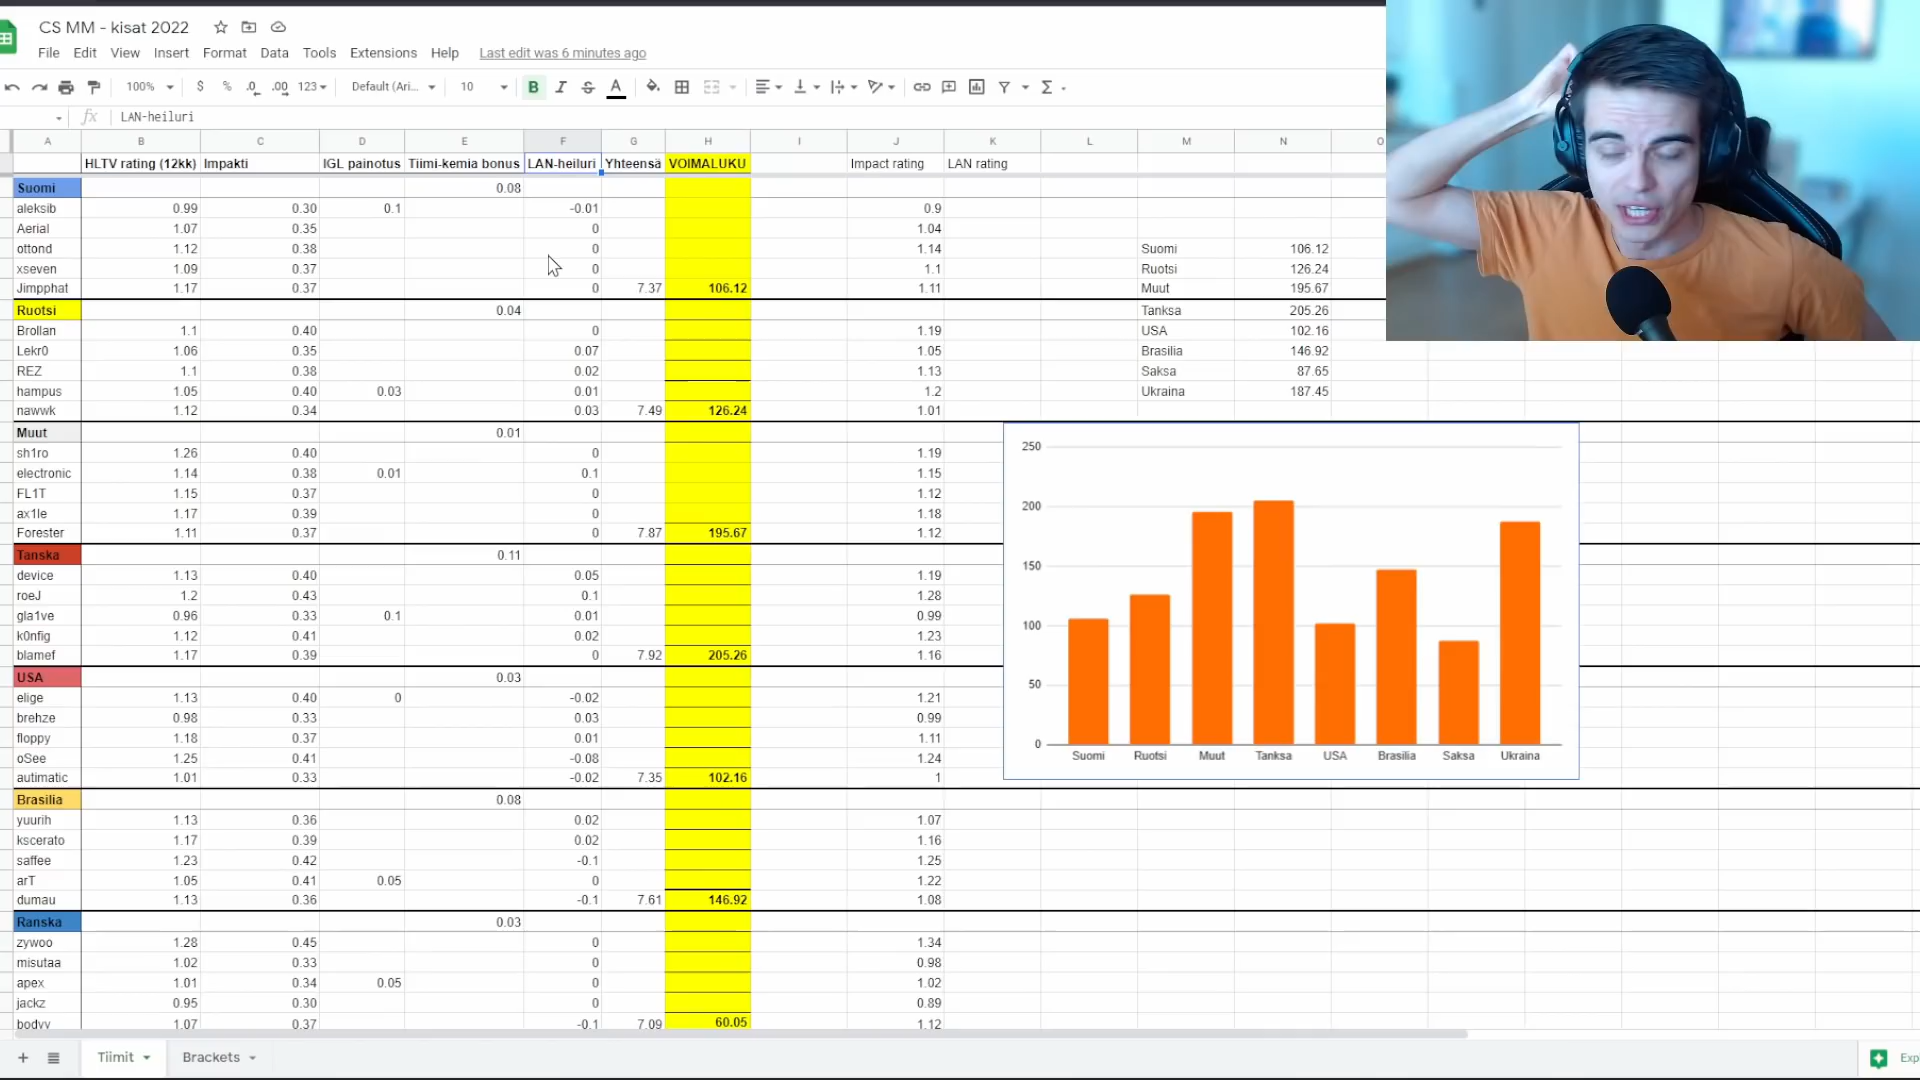 CS MM - kisat 2022
File Edit View Insert Format Data Tools Extensions Help Last edit was 6 minutes ago
100% $ % .0 .00 123 Default (Ari... 10 B I S A Σ
fx LAN-heiluri
A B C D E F G H I J K L M N O
HLTV rating (12kk) Impakti IGL painotus Tiimi-kemia bonus LAN-heiluri Yhteensä VOIMALUKU Impact rating LAN rating
Suomi 0.08
aleksib 0.99 0.30 0.1 -0.01 0.9
Aerial 1.07 0.35 0 1.04
ottond 1.12 0.38 0 1.14 Suomi 106.12
xseven 1.09 0.37 0 1.1 Ruotsi 126.24
Jimpphat 1.17 0.37 0 7.37 106.12 1.11 Muut 195.67
Ruotsi 0.04 Tanksa 205.26
Brollan 1.1 0.40 0 1.19 USA 102.16
Lekr0 1.06 0.35 0.07 1.05 Brasilia 146.92
REZ 1.1 0.38 0.02 1.13 Saksa 87.65
hampus 1.05 0.40 0.03 0.01 1.2 Ukraina 187.45
nawwk 1.12 0.34 0.03 7.49 126.24 1.01
Muut 0.01
sh1ro 1.26 0.40 0 1.19
electronic 1.14 0.38 0.01 0.1 1.15
FL1T 1.15 0.37 0 1.12
ax1le 1.17 0.39 0 1.18
Forester 1.11 0.37 0 7.87 195.67 1.12
Tanska 0.11
device 1.13 0.40 0.05 1.19
roeJ 1.2 0.43 0.1 1.28
gla1ve 0.96 0.33 0.1 0.01 0.99
k0nfig 1.12 0.41 0.02 1.23
blamef 1.17 0.39 0 7.92 205.26 1.16
USA 0.03
elige 1.13 0.40 0 -0.02 1.21
brehze 0.98 0.33 0.03 0.99
floppy 1.18 0.37 0.01 1.11
oSee 1.25 0.41 -0.08 1.24
autimatic 1.01 0.33 -0.02 7.35 102.16 1
Brasilia 0.08
yuurih 1.13 0.36 0.02 1.07
kscerato 1.17 0.39 0.02 1.16
saffee 1.23 0.42 -0.1 1.25
arT 1.05 0.41 0.05 0 1.22
dumau 1.13 0.36 -0.1 7.61 146.92 1.08
Ranska 0.03
zywoo 1.28 0.45 0 1.34
misutaa 1.02 0.33 0 0.98
apex 1.01 0.34 0.05 0 1.02
jackz 0.95 0.30 0 0.89
bodyy 1.07 0.37 -0.1 7.09 60.05 1.12
250
200
150
100
50
0
Suomi Ruotsi Muut Tanksa USA Brasilia Saksa Ukraina
Tiimit Brackets
Exp